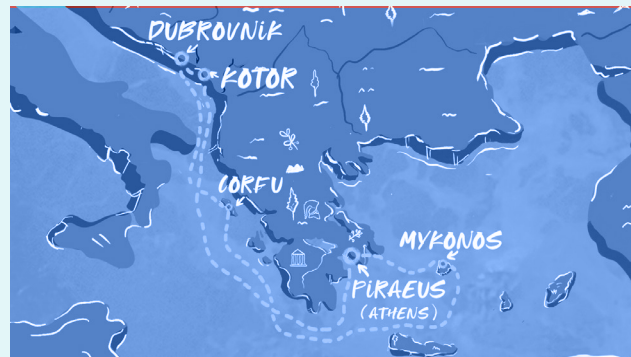 DUBROVNIK
KOTOR
CORFU
MYKONOS
PIRAEUS
(ATHENS)